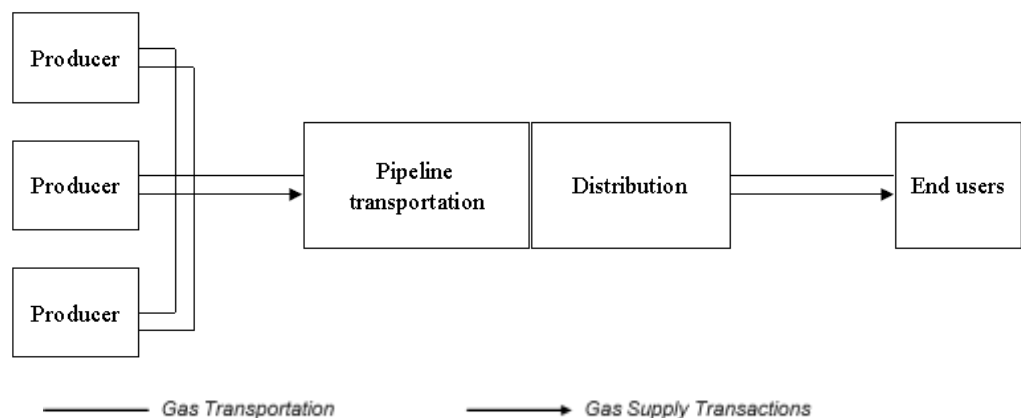 Producer
Producer
Pipeline
transportation
Distribution
End users
Producer
Gas Transportation
Gas Supply Transactions